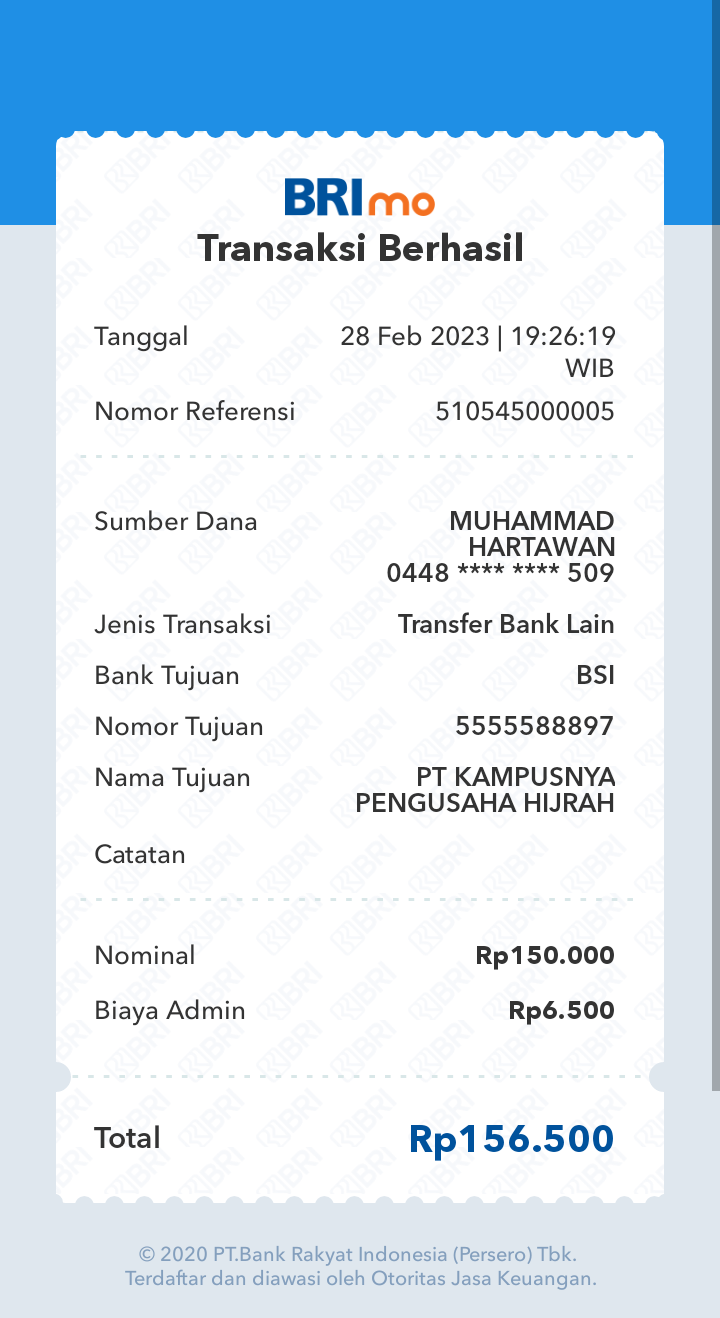 BRImo
Transaksi Berhasil
Tanggal 28 Feb 2023 | 19:26:19
WIB
Nomor Referensi 510545000005
Sumber Dana MUHAMMAD
HARTAWAN
0448 **** **** 509
Jenis Transaksi Transfer Bank Lain
Bank Tujuan BSI
Nomor Tujuan 5555588897
Nama Tujuan PT KAMPUSNYA
PENGUSAHA HIJRAH
Catatan
Nominal Rp150.000
Biaya Admin Rp6.500
Total Rp156.500
© 2020 PT.Bank Rakyat Indonesia (Persero) Tbk.
Terdaftar dan diawasi oleh Otoritas Jasa Keuangan.